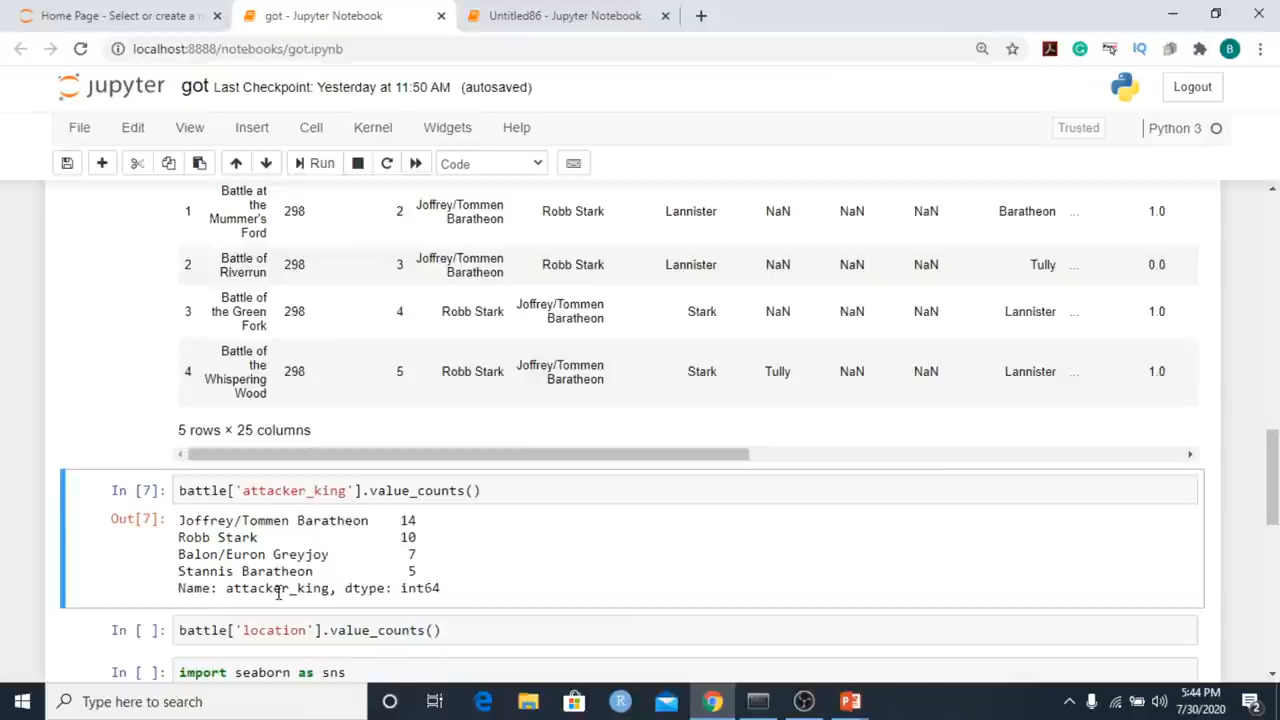 Home Page - Select or create a n
got - Jupyter Notebook
Untitled86 - Jupyter Notebook
localhost:8888/notebooks/got.ipynb
IQ
B
jupyter got Last Checkpoint: Yesterday at 11:50 AM (autosaved)
Logout
File Edit View Insert Cell Kernel Widgets Help
Trusted
Python 3
Run
Code
1 Battle at the Mummer's Ford 298 2 Joffrey/Tommen Baratheon Robb Stark Lannister NaN NaN NaN Baratheon ... 1.0
2 Battle of Riverrun 298 3 Joffrey/Tommen Baratheon Robb Stark Lannister NaN NaN NaN Tully ... 0.0
3 Battle of the Green Fork 298 4 Robb Stark Joffrey/Tommen Baratheon Stark NaN NaN NaN Lannister ... 1.0
4 Battle of the Whispering Wood 298 5 Robb Stark Joffrey/Tommen Baratheon Stark Tully NaN NaN Lannister ... 1.0
5 rows × 25 columns
In [7]: battle['attacker_king'].value_counts()
Out[7]: Joffrey/Tommen Baratheon 14
Robb Stark 10
Balon/Euron Greyjoy 7
Stannis Baratheon 5
Name: attacker_king, dtype: int64
In [ ]: battle['location'].value_counts()
In [ ]: import seaborn as sns
Type here to search
R
5:44 PM
7/30/2020
2